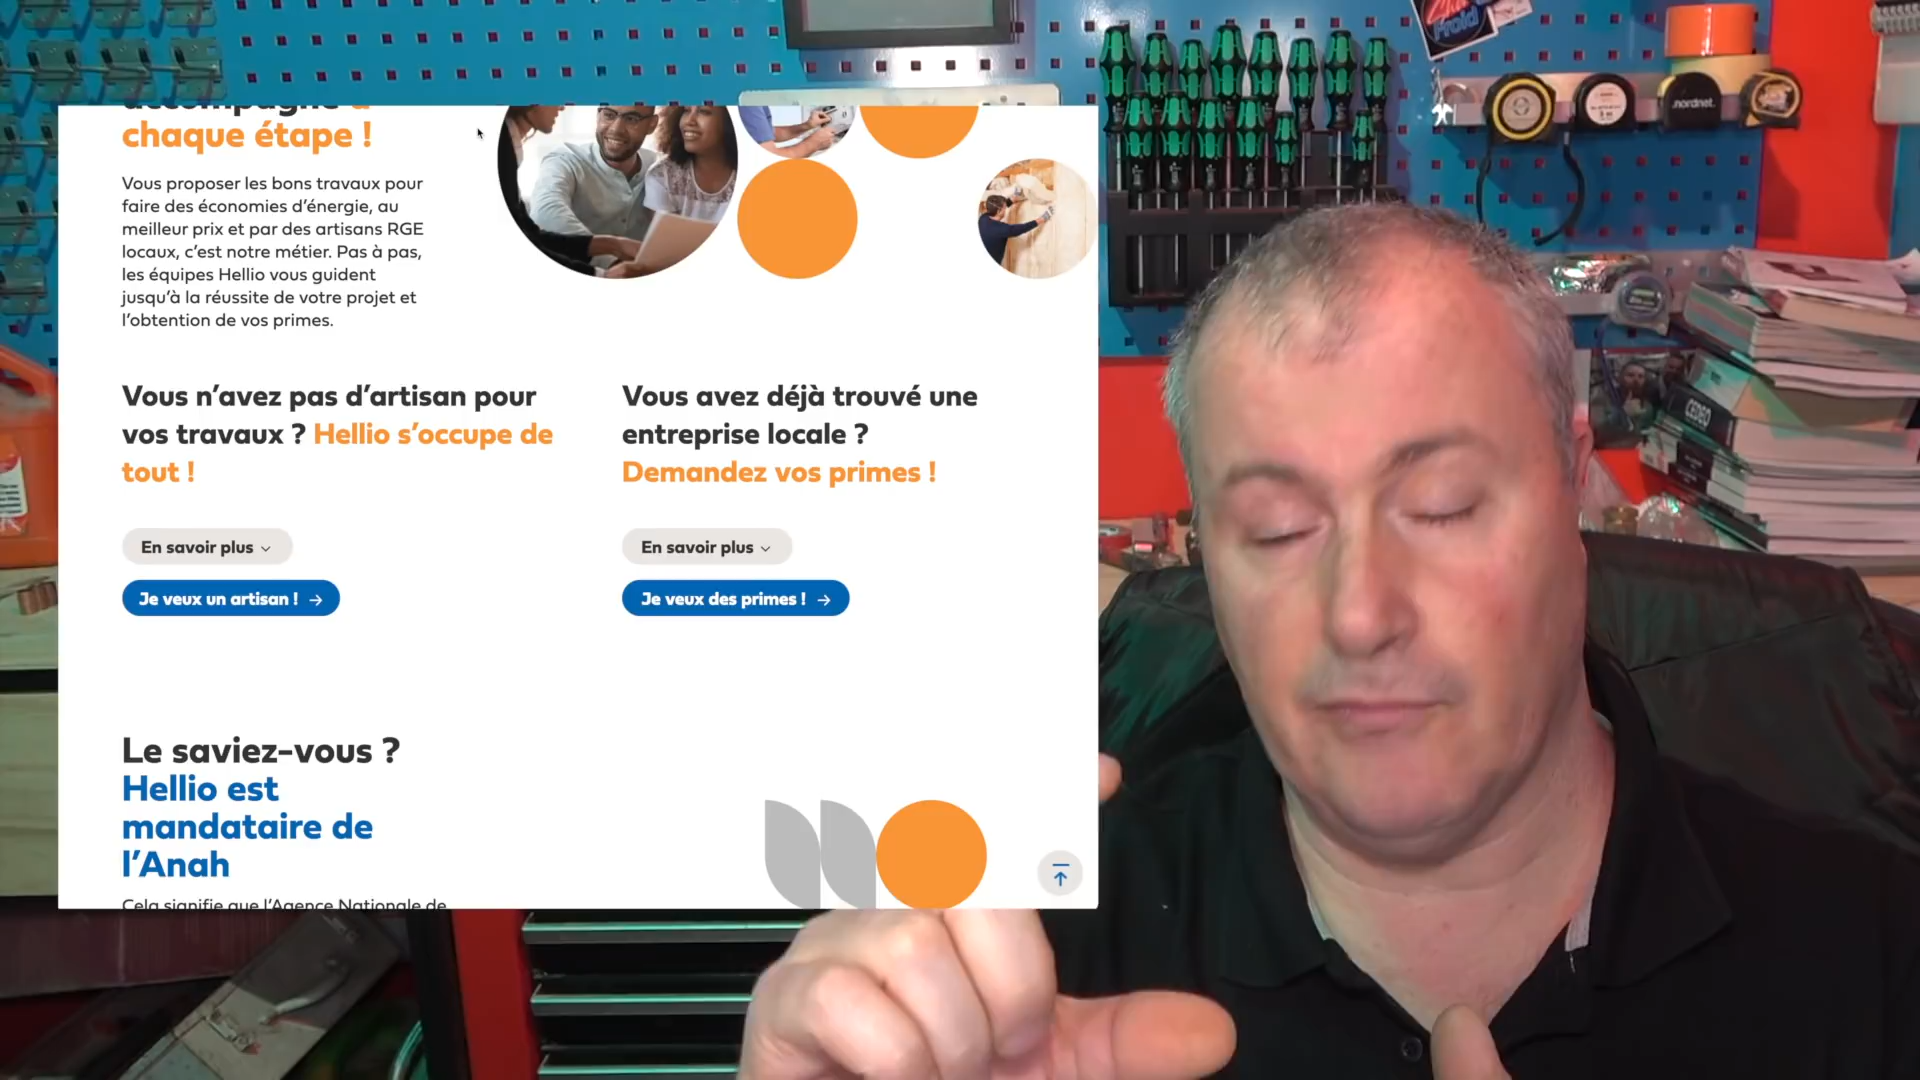 accompagne à
chaque étape !
Vous proposer les bons travaux pour
faire des économies d’énergie, au
meilleur prix et par des artisans RGE
locaux, c’est notre métier. Pas à pas,
les équipes Hellio vous guident
jusqu’à la réussite de votre projet et
l’obtention de vos primes.
Vous n’avez pas d’artisan pour
vos travaux ? Hellio s’occupe de
tout !
En savoir plus
Je veux un artisan ! →
Vous avez déjà trouvé une
entreprise locale ?
Demandez vos primes !
En savoir plus
Je veux des primes ! →
Le saviez-vous ?
Hellio est
mandataire de
l’Anah
Cela signifie que l’Agence Nationale de
Froid
nordnet.
CEDEO